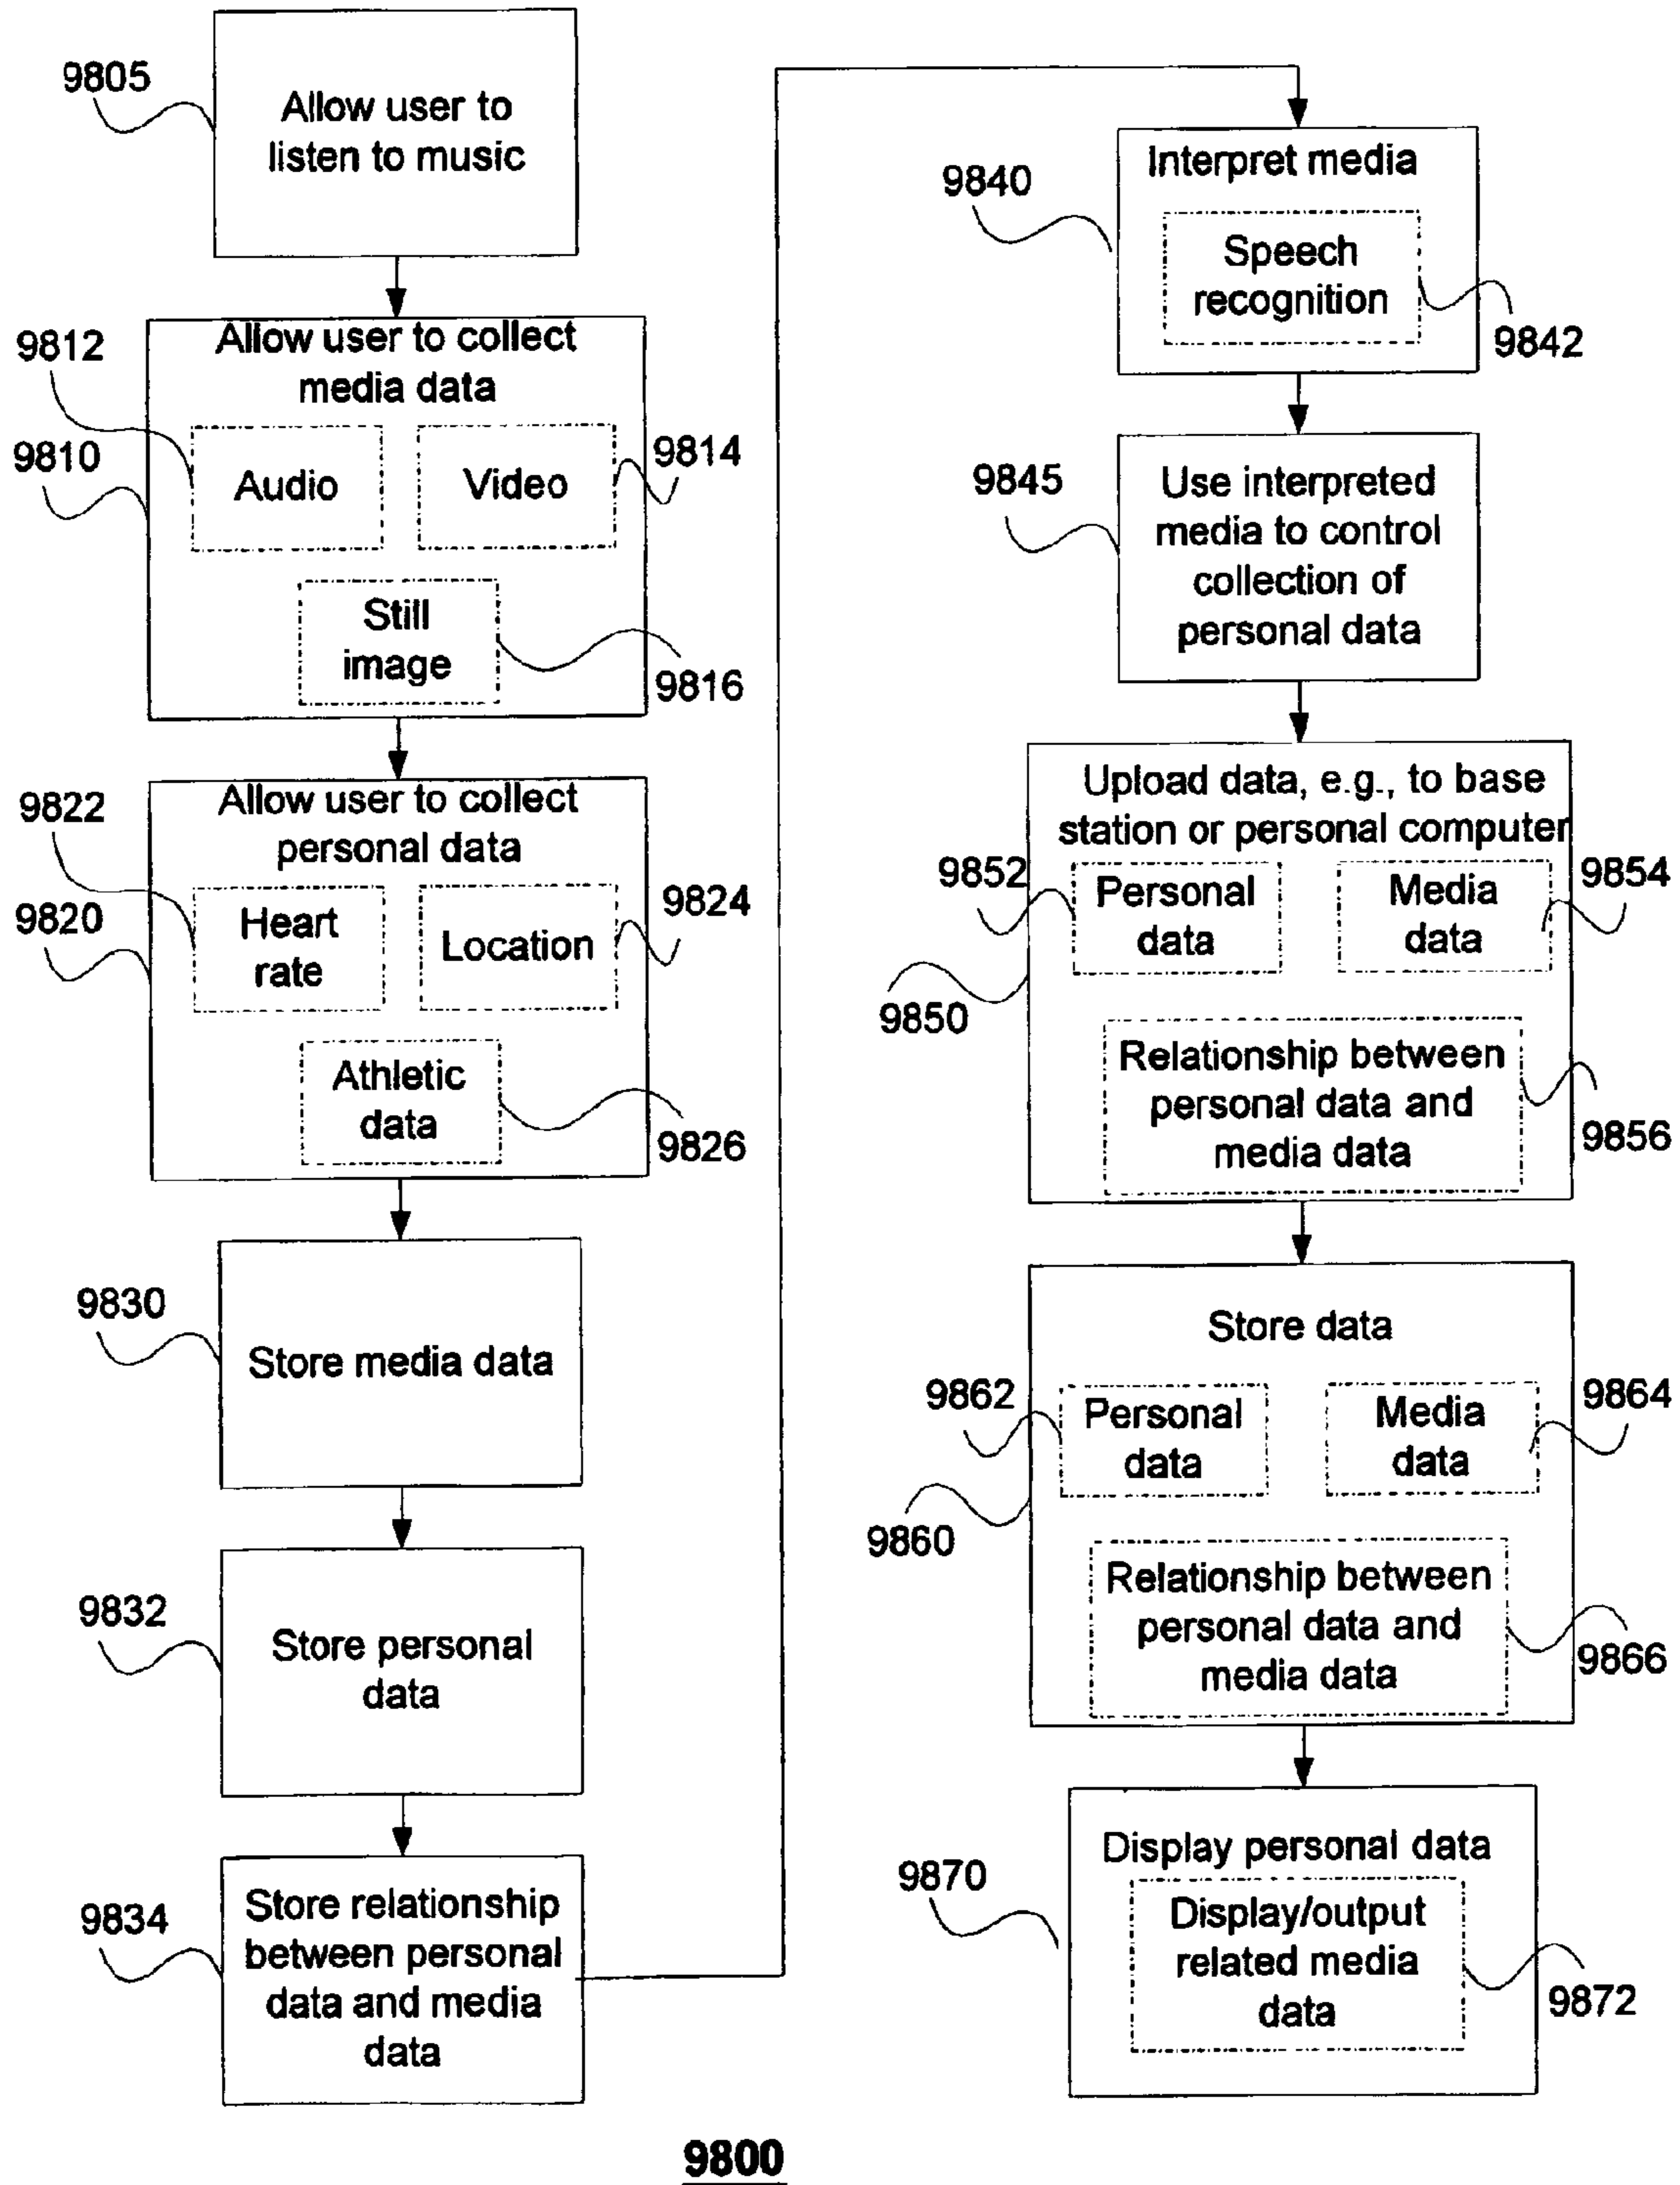 9805
Allow user to
listen to music
Allow user to collect
media data
9812
9810
Audio
Video
9814
Still
image
9816
Allow user to collect
personal data
9822
9820
Heart
rate
Location
9824
Athletic
data
9826
9830
Store media data
9832
Store personal
data
9834
Store relationship
between personal
data and media
data
9840
Interpret media
Speech
recognition
9842
9845
Use interpreted
media to control
collection of
personal data
Upload data, e.g., to base
station or personal computer
9852
Personal
data
Media
data
9854
9850
Relationship between
personal data and
media data
9856
Store data
9862
Personal
data
Media
data
9864
9860
Relationship between
personal data and
media data
9866
9870
Display personal data
Display/output
related media
data
9872
9800